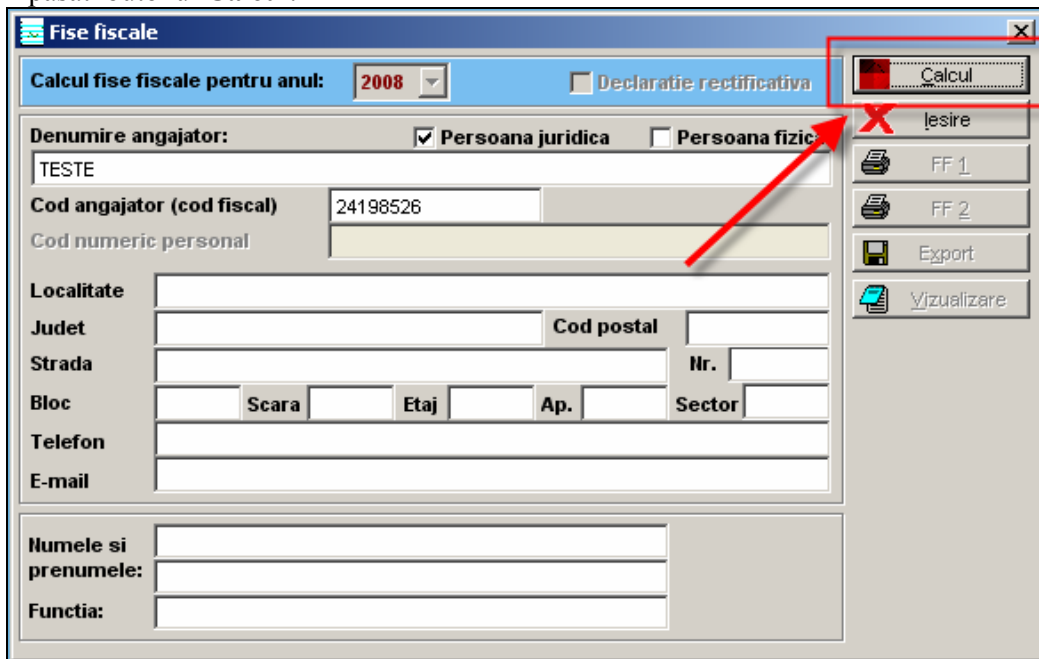 Fise fiscale
Calcul fise fiscale pentru anul: 2008 Declaratie rectificativa
Denumire angajator: Persoana juridica Persoana fizica
TESTE
Cod angajator (cod fiscal) 24198526
Cod numeric personal
Localitate
Judet Cod postal
Strada Nr.
Bloc Scara Etaj Ap. Sector
Telefon
E-mail
Numele si
prenumele:
Functia:
Calcul
Iesire
FF 1
FF 2
Export
Vizualizare